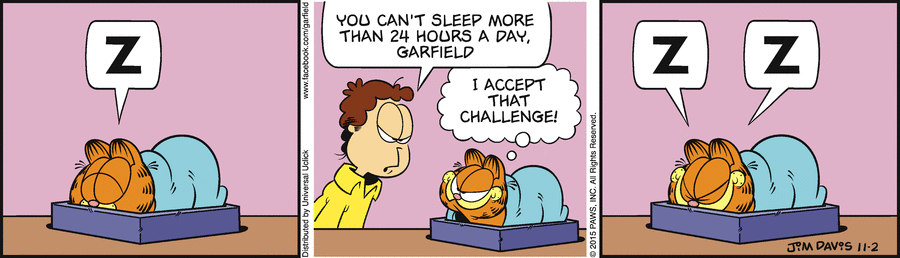 Z
www.facebook.com/garfield
Distributed by Universal Uclick
YOU CAN'T SLEEP MORE
THAN 24 HOURS A DAY,
GARFIELD
I ACCEPT
THAT
CHALLENGE!
© 2015 PAWS, INC. All Rights Reserved.
Z
Z
JIM DAVIS 11-2